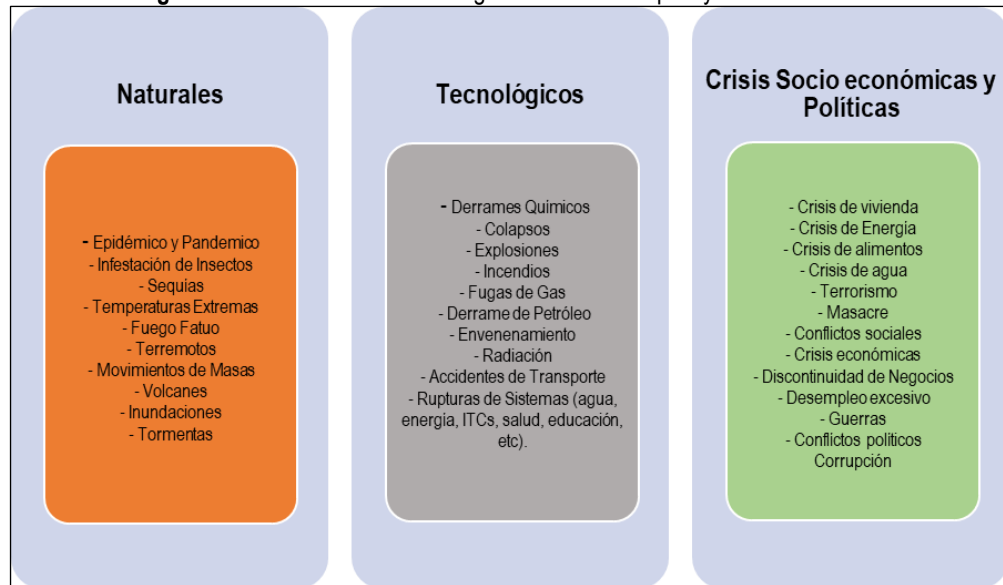 Naturales
- Epidémico y Pandemico
- Infestación de Insectos
- Sequías
- Temperaturas Extremas
- Fuego Fatuo
- Terremotos
- Movimientos de Masas
- Volcanes
- Inundaciones
- Tormentas
Tecnológicos
- Derrames Químicos
- Colapsos
- Explosiones
- Incendios
- Fugas de Gas
- Derrame de Petróleo
- Envenenamiento
- Radiación
- Accidentes de Transporte
- Rupturas de Sistemas (agua,
energía, ITCs, salud, educación,
etc).
Crisis Socio económicas y
Políticas
- Crisis de vivienda
- Crisis de Energía
- Crisis de alimentos
- Crisis de agua
- Terrorismo
- Masacre
- Conflictos sociales
- Crisis económicas
- Discontinuidad de Negocios
- Desempleo excesivo
- Guerras
- Conflictos políticos
Corrupción